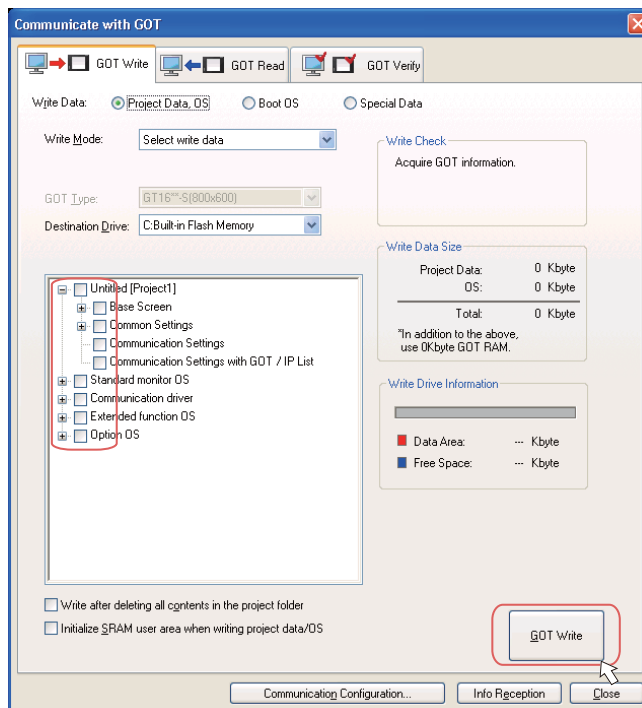 Communicate with GOT
GOT Write
GOT Read
GOT Verify
Write Data:
Project Data, OS
Boot OS
Special Data
Write Mode:
Select write data
GOT Type:
GT16**-S(800x600)
Destination Drive:
C:Built-in Flash Memory
Untitled [Project1]
Base Screen
Common Settings
Communication Settings
Communication Settings with GOT / IP List
Standard monitor OS
Communication driver
Extended function OS
Option OS
Write Check
Acquire GOT information.
Write Data Size
Project Data: 0 Kbyte
OS: 0 Kbyte
Total: 0 Kbyte
*In addition to the above,
use 0Kbyte GOT RAM.
Write Drive Information
Data Area: --- Kbyte
Free Space: --- Kbyte
Write after deleting all contents in the project folder
Initialize SRAM user area when writing project data/OS
GOT Write
Communication Configuration...
Info Reception
Close